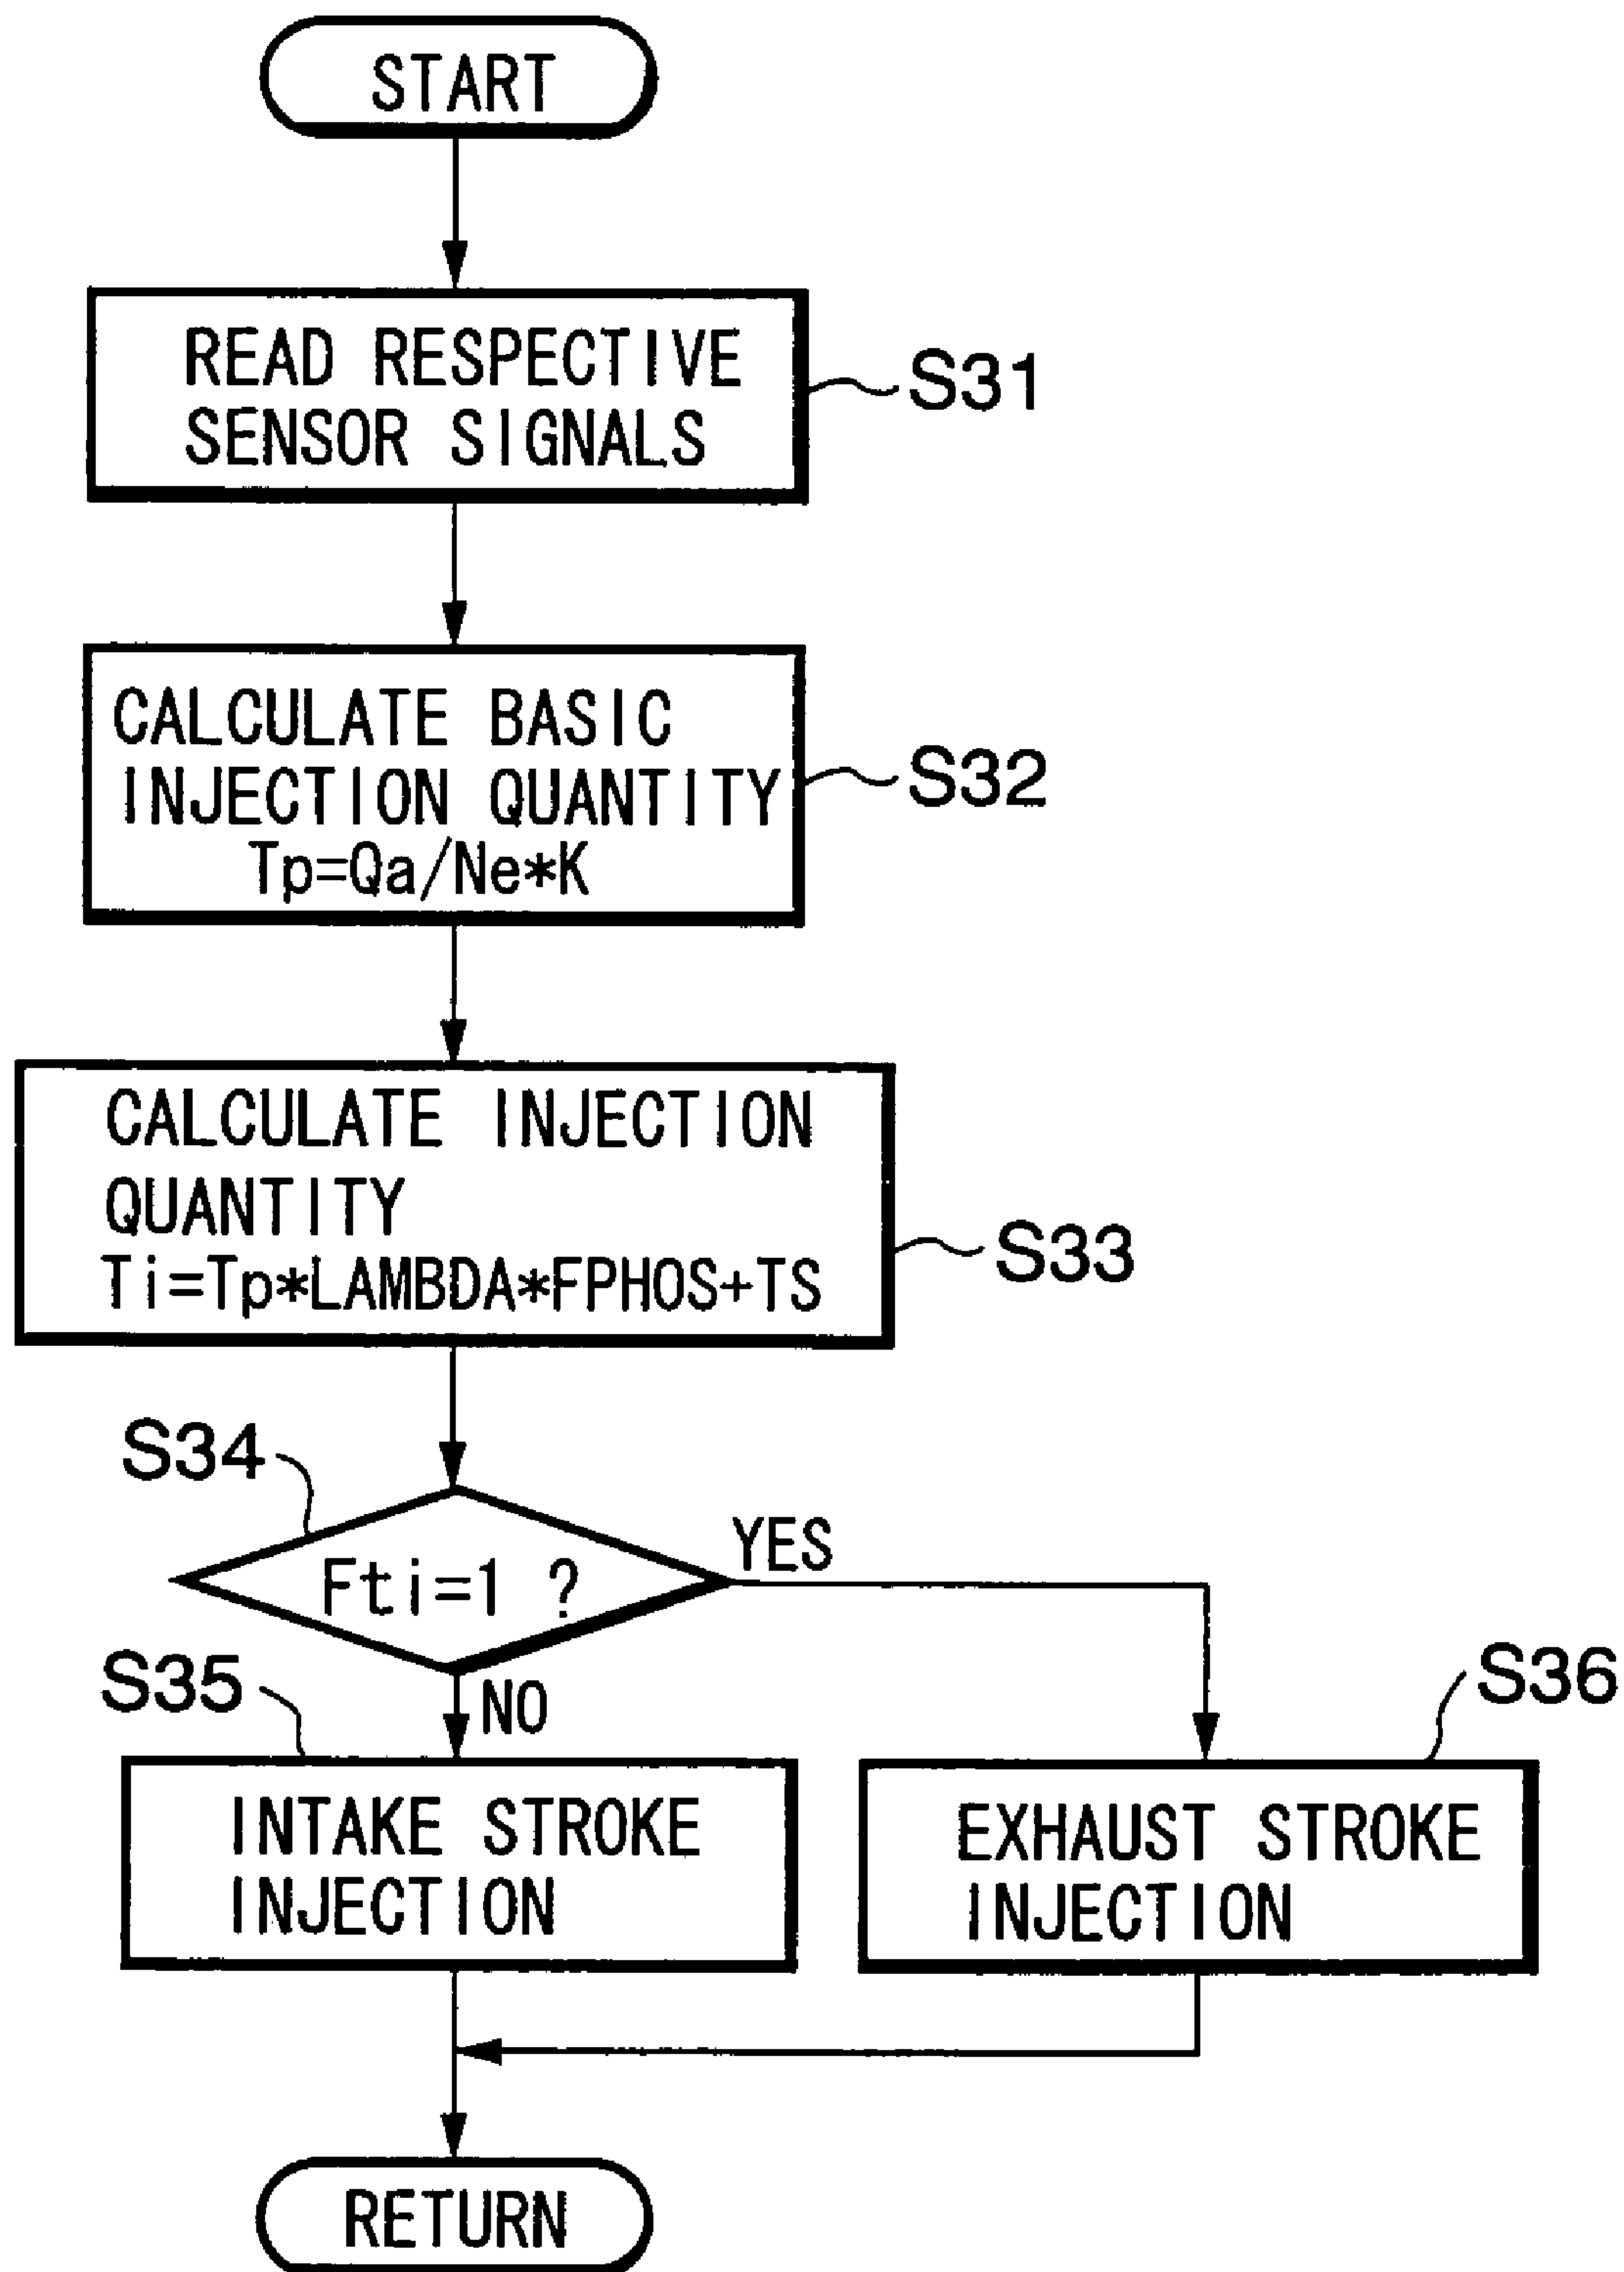 START
READ RESPECTIVE
SENSOR SIGNALS
S31
CALCULATE BASIC
INJECTION QUANTITY
Tp=Qa/Ne*K
S32
CALCULATE INJECTION
QUANTITY
Ti=Tp*LAMBDA*FPHOS+TS
S33
S34
Fti=1 ?
YES
NO
S35
INTAKE STROKE
INJECTION
S36
EXHAUST STROKE
INJECTION
RETURN